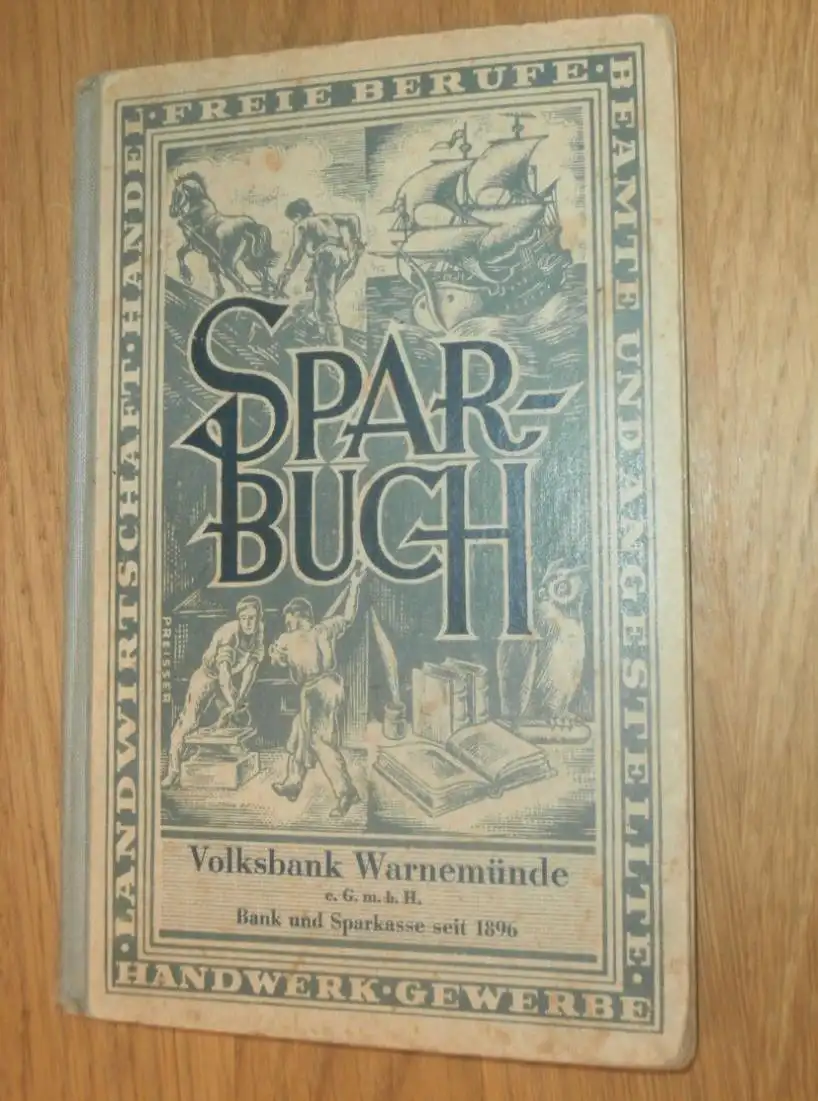 ·FREIE BERUFE·
BEAMTE UND ANGESTELLTE·
·LANDWIRTSCHAFT·HANDEL
SPAR-
BUCH
PREISSER
Volksbank Warnemünde
e. G. m. b. H.
Bank und Sparkasse seit 1896
HANDWERK·GEWERBE